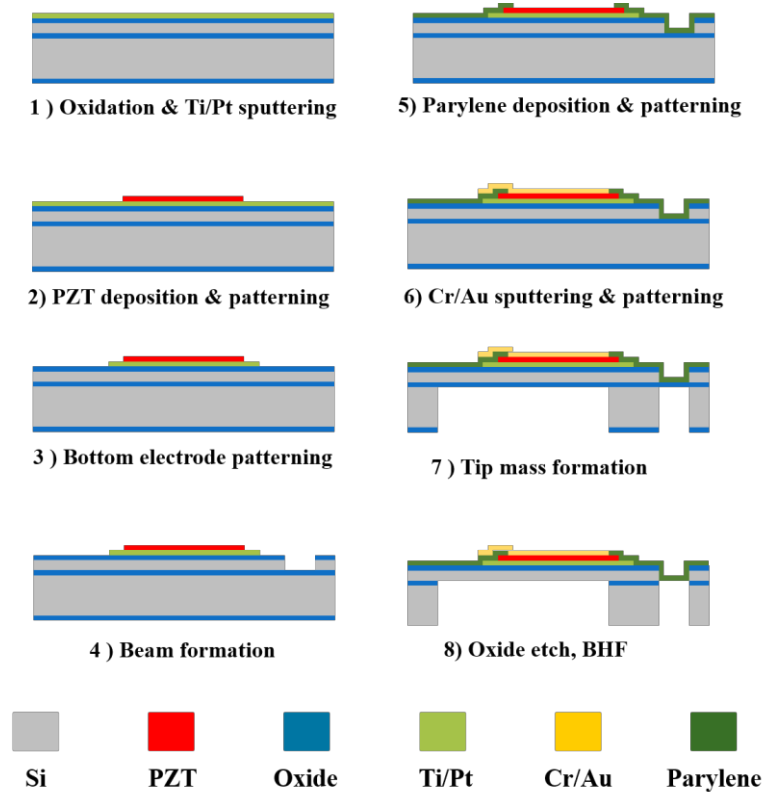 1 ) Oxidation & Ti/Pt sputtering
2) PZT deposition & patterning
3 ) Bottom electrode patterning
4 ) Beam formation
5) Parylene deposition & patterning
6) Cr/Au sputtering & patterning
7 ) Tip mass formation
8) Oxide etch, BHF
Si
PZT
Oxide
Ti/Pt
Cr/Au
Parylene